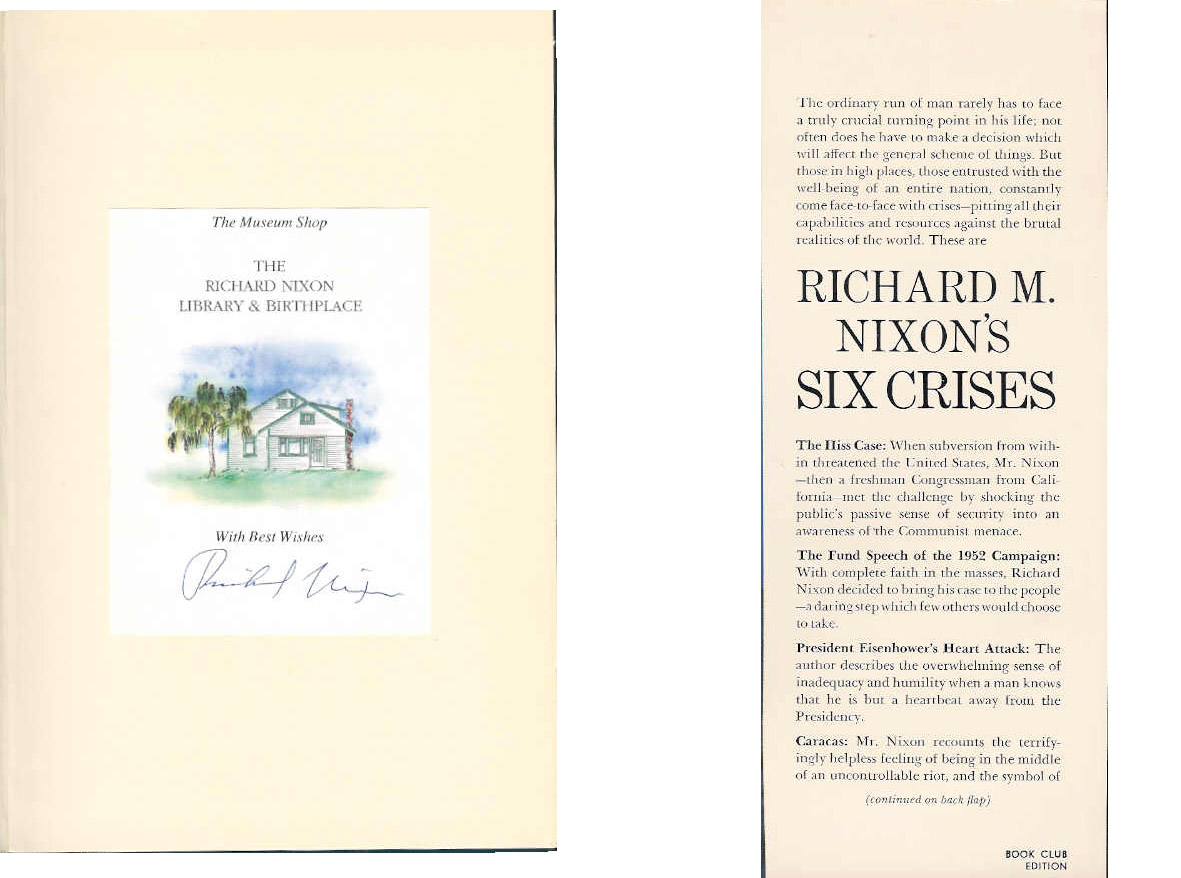 The Museum Shop
THE
RICHARD NIXON
LIBRARY & BIRTHPLACE
With Best Wishes
Richard Nixon
The ordinary run of man rarely has to face
a truly crucial turning point in his life; not
often does he have to make a decision which
will affect the general scheme of things. But
those in high places, those entrusted with the
well-being of an entire nation, constantly
come face-to-face with crises—pitting all their
capabilities and resources against the brutal
realities of the world. These are
RICHARD M.
NIXON'S
SIX CRISES
The Hiss Case: When subversion from with-
in threatened the United States, Mr. Nixon
—then a freshman Congressman from Cali-
fornia—met the challenge by shocking the
public's passive sense of security into an
awareness of the Communist menace.
The Fund Speech of the 1952 Campaign:
With complete faith in the masses, Richard
Nixon decided to bring his case to the people
—a daring step which few others would choose
to take.
President Eisenhower's Heart Attack: The
author describes the overwhelming sense of
inadequacy and humility when a man knows
that he is but a heartbeat away from the
Presidency.
Caracas: Mr. Nixon recounts the terrify-
ingly helpless feeling of being in the middle
of an uncontrollable riot, and the symbol of
(continued on back flap)
BOOK CLUB
EDITION